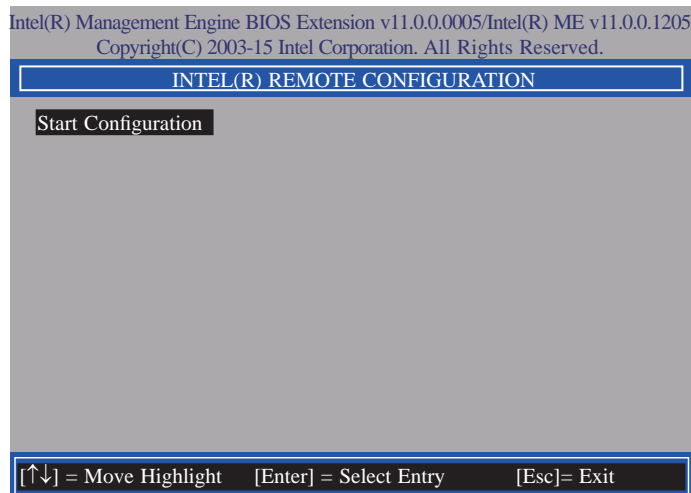 Intel(R) Management Engine BIOS Extension v11.0.0.0005/Intel(R) ME v11.0.0.1205
Copyright(C) 2003-15 Intel Corporation. All Rights Reserved.
INTEL(R) REMOTE CONFIGURATION
Start Configuration
[↑↓] = Move Highlight [Enter] = Select Entry [Esc]= Exit